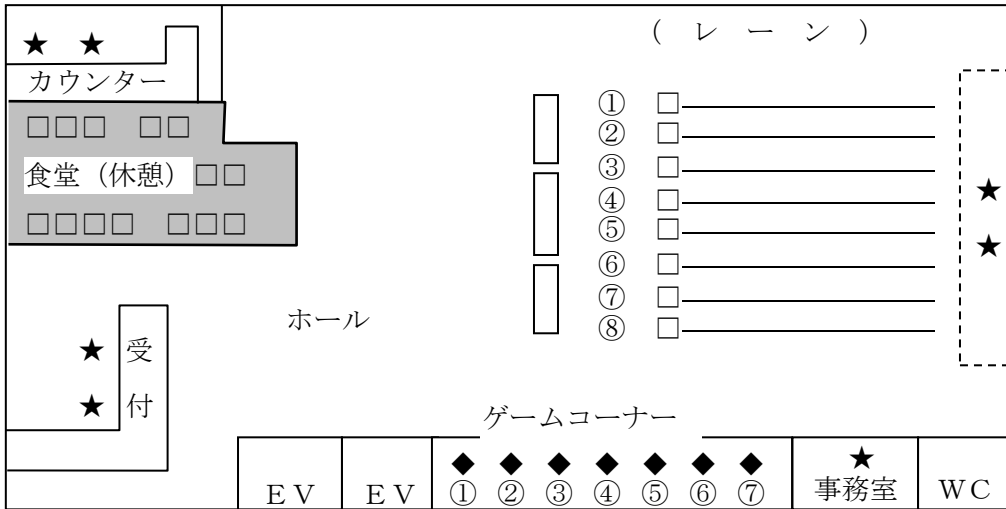 ( レ ー ン )
★ ★
カウンター
□□□ □□
食堂（休憩）□□
□□□□ □□□
① □
② □
③ □
④ □
⑤ □
⑥ □
⑦ □
⑧ □
★
★
ホール
★ 受
★ 付
ゲームコーナー
◆ ◆ ◆ ◆ ◆ ◆ ◆
① ② ③ ④ ⑤ ⑥ ⑦
ＥＶ
ＥＶ
★
事務室
ＷＣ